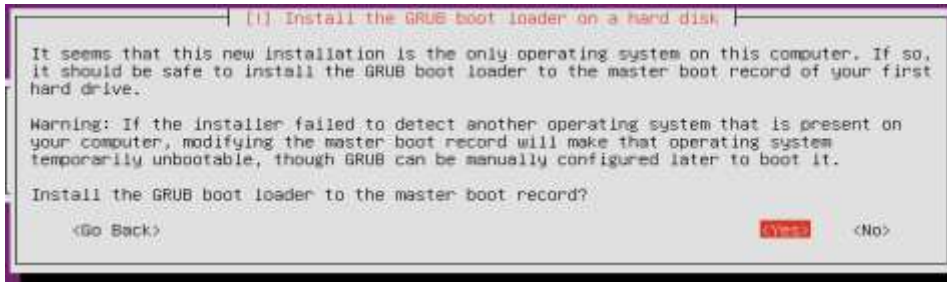 [!] Install the GRUB boot loader on a hard disk
It seems that this new installation is the only operating system on this computer. If so,
it should be safe to install the GRUB boot loader to the master boot record of your first
hard drive.
Warning: If the installer failed to detect another operating system that is present on
your computer, modifying the master boot record will make that operating system
temporarily unbootable, though GRUB can be manually configured later to boot it.
Install the GRUB boot loader to the master boot record?
<Go Back> <Yes> <No>